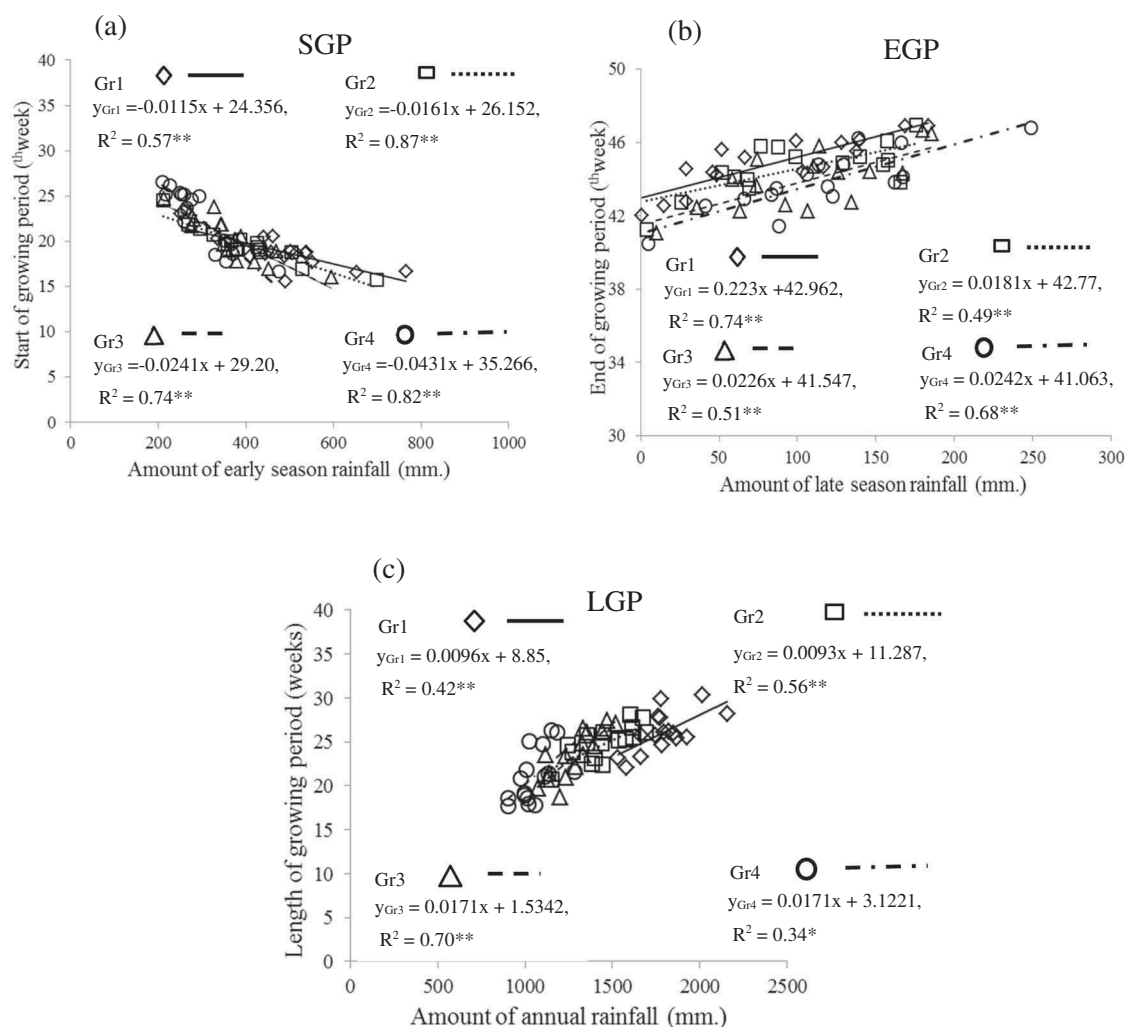 (a)
SGP
40
35
30
25
20
15
10
5
0
Start of growing period (thweek)
Gr1
yGr1 =-0.0115x + 24.356,
R2 = 0.57**
Gr2
yGr2 =-0.0161x + 26.152,
R2 = 0.87**
Gr3
yGr3 =-0.0241x + 29.20,
R2 = 0.74**
Gr4
yGr4 =-0.0431x + 35.266,
R2 = 0.82**
0 200 400 600 800 1000
Amount of early season rainfall (mm.)
(b)
EGP
50
46
42
38
34
30
End of growing period (thweek)
Gr1
yGr1 = 0.223x +42.962,
R2 = 0.74**
Gr2
yGr2 = 0.0181x + 42.77,
R2 = 0.49**
Gr3
yGr3 = 0.0226x + 41.547,
R2 = 0.51**
Gr4
yGr4 = 0.0242x + 41.063,
R2 = 0.68**
0 50 100 150 200 250 300
Amount of late season rainfall (mm.)
(c)
LGP
40
35
30
25
20
15
10
5
0
Length of growing period (weeks)
Gr1
yGr1 = 0.0096x + 8.85,
R2 = 0.42**
Gr2
yGr2 = 0.0093x + 11.287,
R2 = 0.56**
Gr3
yGr3 = 0.0171x + 1.5342,
R2 = 0.70**
Gr4
yGr4 = 0.0171x + 3.1221,
R2 = 0.34*
0 500 1000 1500 2000 2500
Amount of annual rainfall (mm.)